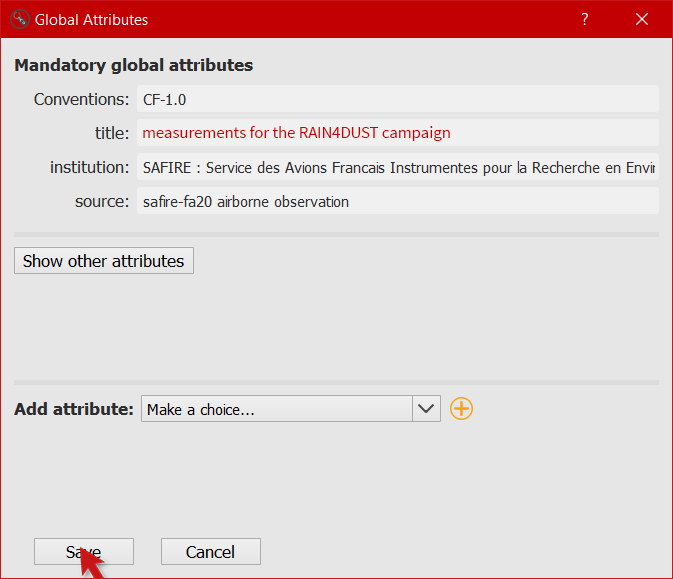 Global Attributes ?
Mandatory global attributes
Conventions: CF-1.0
title: measurements for the RAIN4DUST campaign
institution: SAFIRE : Service des Avions Francais Instrumentes pour la Recherche en Envir
source: safire-fa20 airborne observation
Show other attributes
Add attribute: Make a choice...
Save Cancel